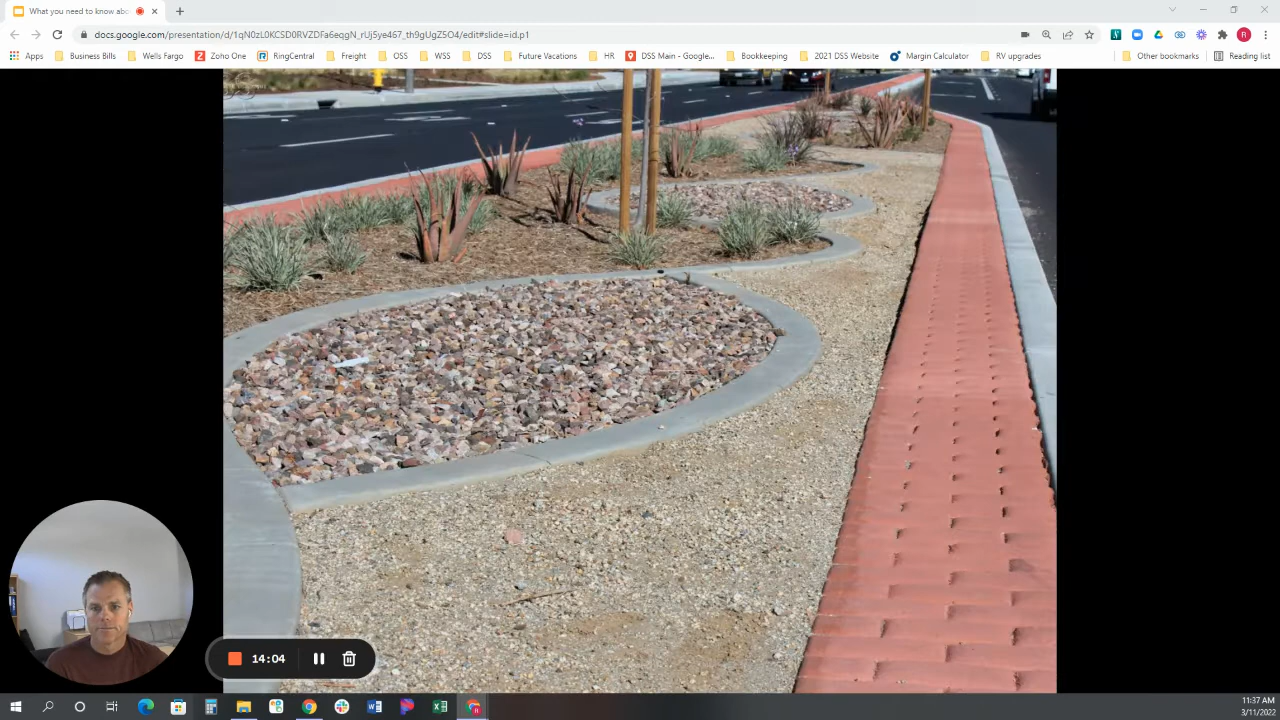 What you need to know abo
docs.google.com/presentation/d/1qN0zL0KCSD0RVZDFa6eqgN_rUj5ye467_th9gUgZ5O4/edit#slide=id.p1
Apps Business Bills Wells Fargo Zoho One RingCentral Freight OSS WSS DSS Future Vacations HR DSS Main - Google... Bookkeeping 2021 DSS Website Margin Calculator RV upgrades Other bookmarks Reading list
14:04
11:37 AM
3/11/2022